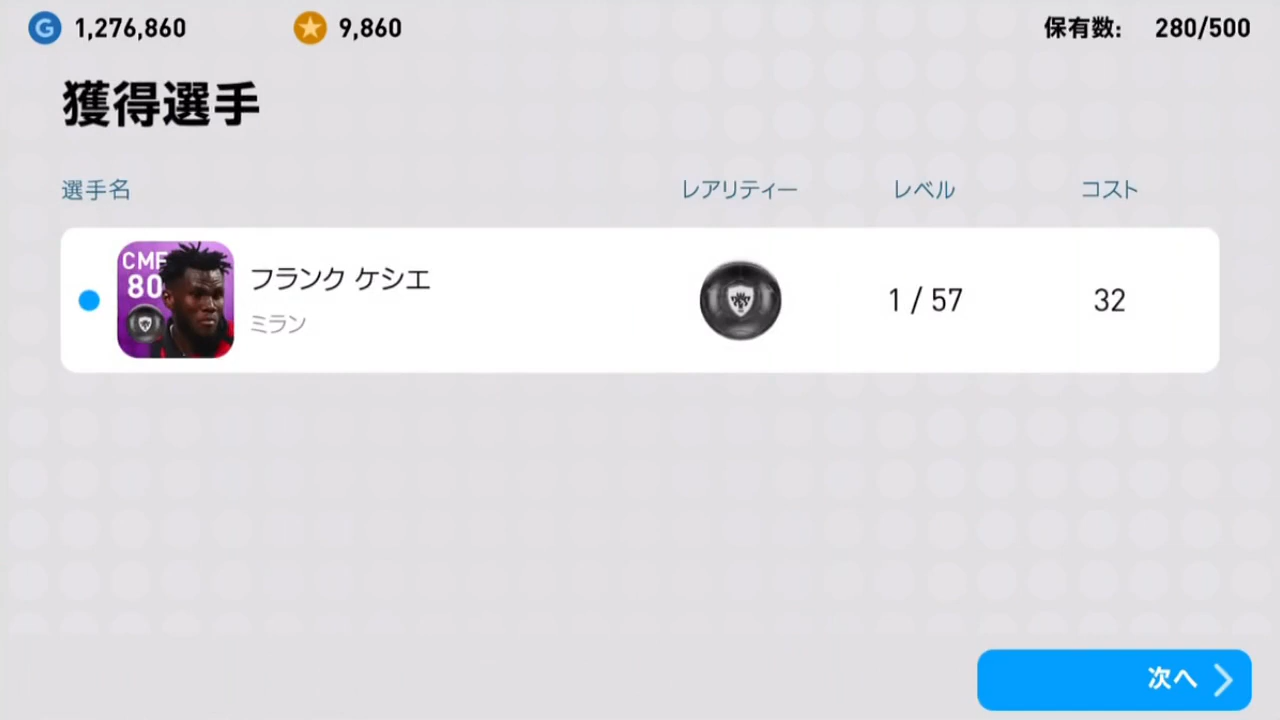 G 1,276,860 9,860 保有数: 280/500
獲得選手
選手名 レアリティー レベル コスト
CMF
80
フランク ケシエ
ミラン
1 / 57
32
次へ